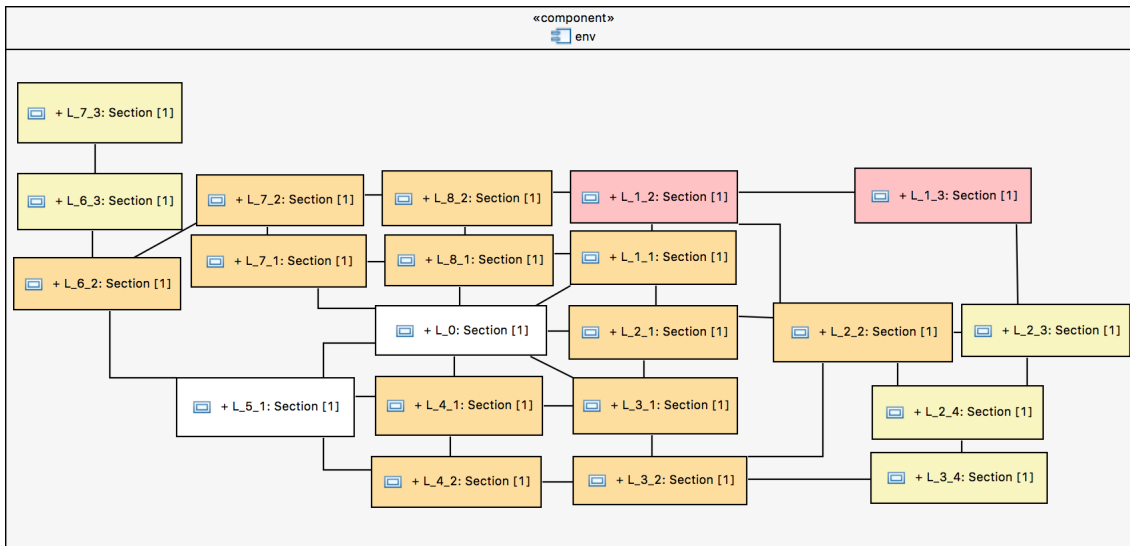 «component»
env
+ L_7_3: Section [1]
+ L_6_3: Section [1]
+ L_7_2: Section [1]
+ L_8_2: Section [1]
+ L_1_2: Section [1]
+ L_1_3: Section [1]
+ L_7_1: Section [1]
+ L_8_1: Section [1]
+ L_1_1: Section [1]
+ L_6_2: Section [1]
+ L_0: Section [1]
+ L_2_1: Section [1]
+ L_2_2: Section [1]
+ L_2_3: Section [1]
+ L_5_1: Section [1]
+ L_4_1: Section [1]
+ L_3_1: Section [1]
+ L_2_4: Section [1]
+ L_4_2: Section [1]
+ L_3_2: Section [1]
+ L_3_4: Section [1]